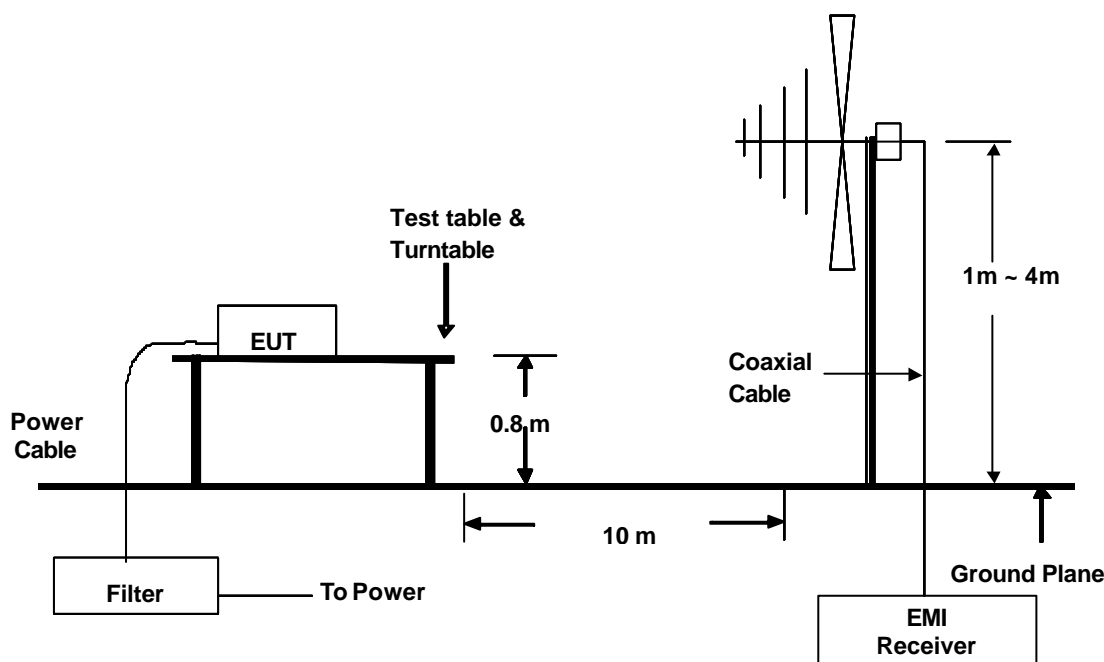 Test table &
Turntable
EUT
1m ~ 4m
Coaxial
Cable
0.8 m
Power
Cable
10 m
Filter
To Power
Ground Plane
EMI
Receiver